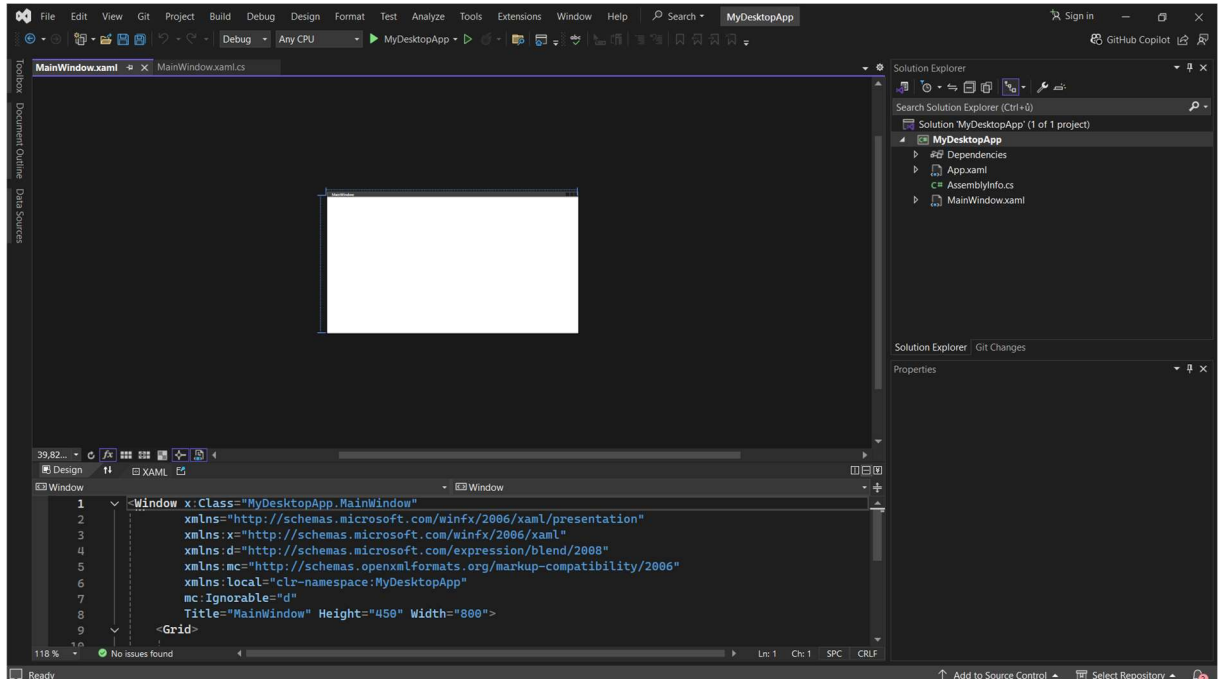 File Edit View Git Project Build Debug Design Format Test Analyze Tools Extensions Window Help Search MyDesktopApp Sign in
Debug Any CPU MyDesktopApp GitHub Copilot
Toolbox
Document Outline
Data Sources
MainWindow.xaml MainWindow.xaml.cs
MainWindow
39,82...
Design XAML
Window Window
1 <Window x:Class="MyDesktopApp.MainWindow"
2 xmlns="http://schemas.microsoft.com/winfx/2006/xaml/presentation"
3 xmlns:x="http://schemas.microsoft.com/winfx/2006/xaml"
4 xmlns:d="http://schemas.microsoft.com/expression/blend/2008"
5 xmlns:mc="http://schemas.openxmlformats.org/markup-compatibility/2006"
6 xmlns:local="clr-namespace:MyDesktopApp"
7 mc:Ignorable="d"
8 Title="MainWindow" Height="450" Width="800">
9 <Grid>
10
118 % No issues found Ln: 1 Ch: 1 SPC CRLF
Solution Explorer
Search Solution Explorer (Ctrl+ů)
Solution 'MyDesktopApp' (1 of 1 project)
MyDesktopApp
Dependencies
App.xaml
C# AssemblyInfo.cs
MainWindow.xaml
Solution Explorer Git Changes
Properties
Ready Add to Source Control Select Repository